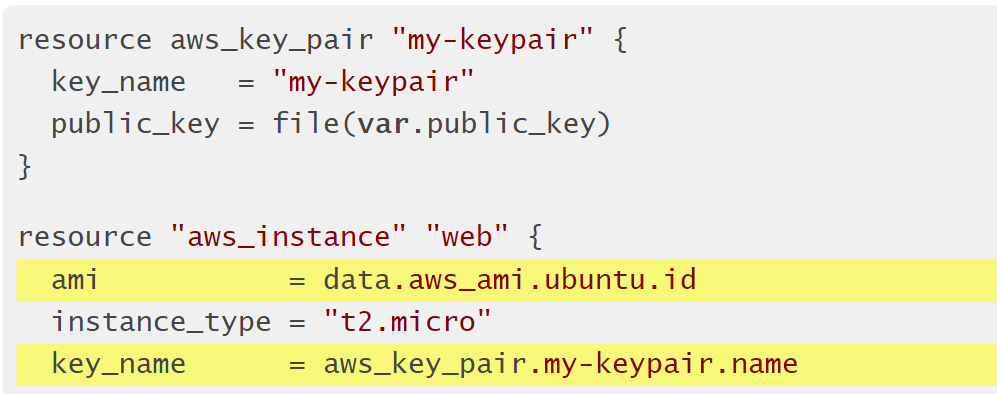 resource aws_key_pair "my-keypair" {
  key_name   = "my-keypair"
  public_key = file(var.public_key)
}

resource "aws_instance" "web" {
  ami           = data.aws_ami.ubuntu.id
  instance_type = "t2.micro"
  key_name      = aws_key_pair.my-keypair.name